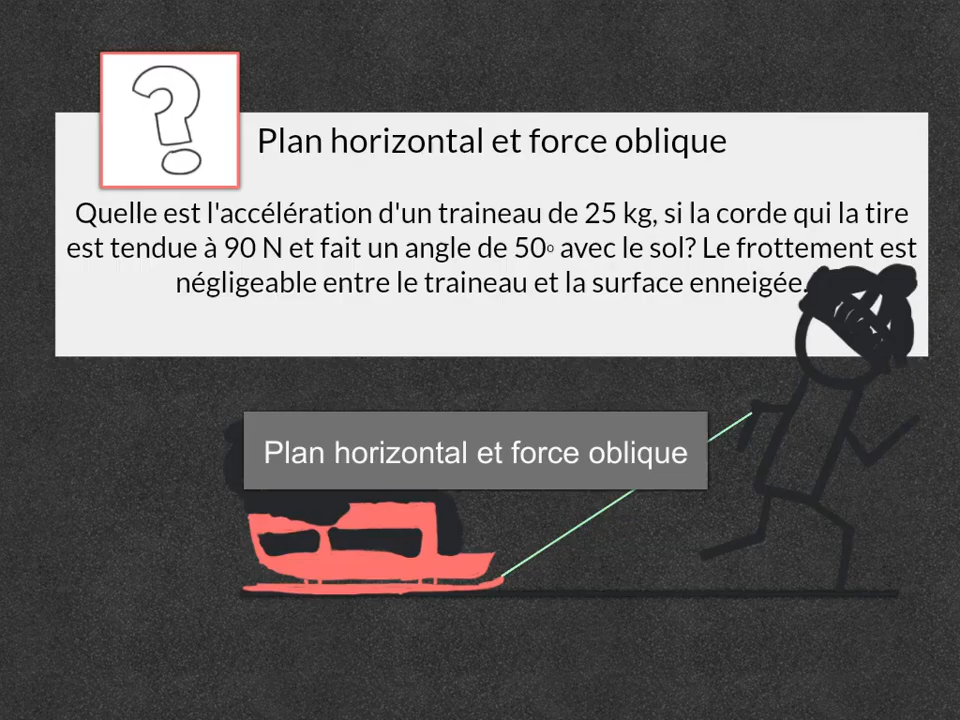 Plan horizontal et force oblique
Quelle est l'accélération d'un traineau de 25 kg, si la corde qui la tire
est tendue à 90 N et fait un angle de 50° avec le sol? Le frottement est
négligeable entre le traineau et la surface enneigée.
Plan horizontal et force oblique